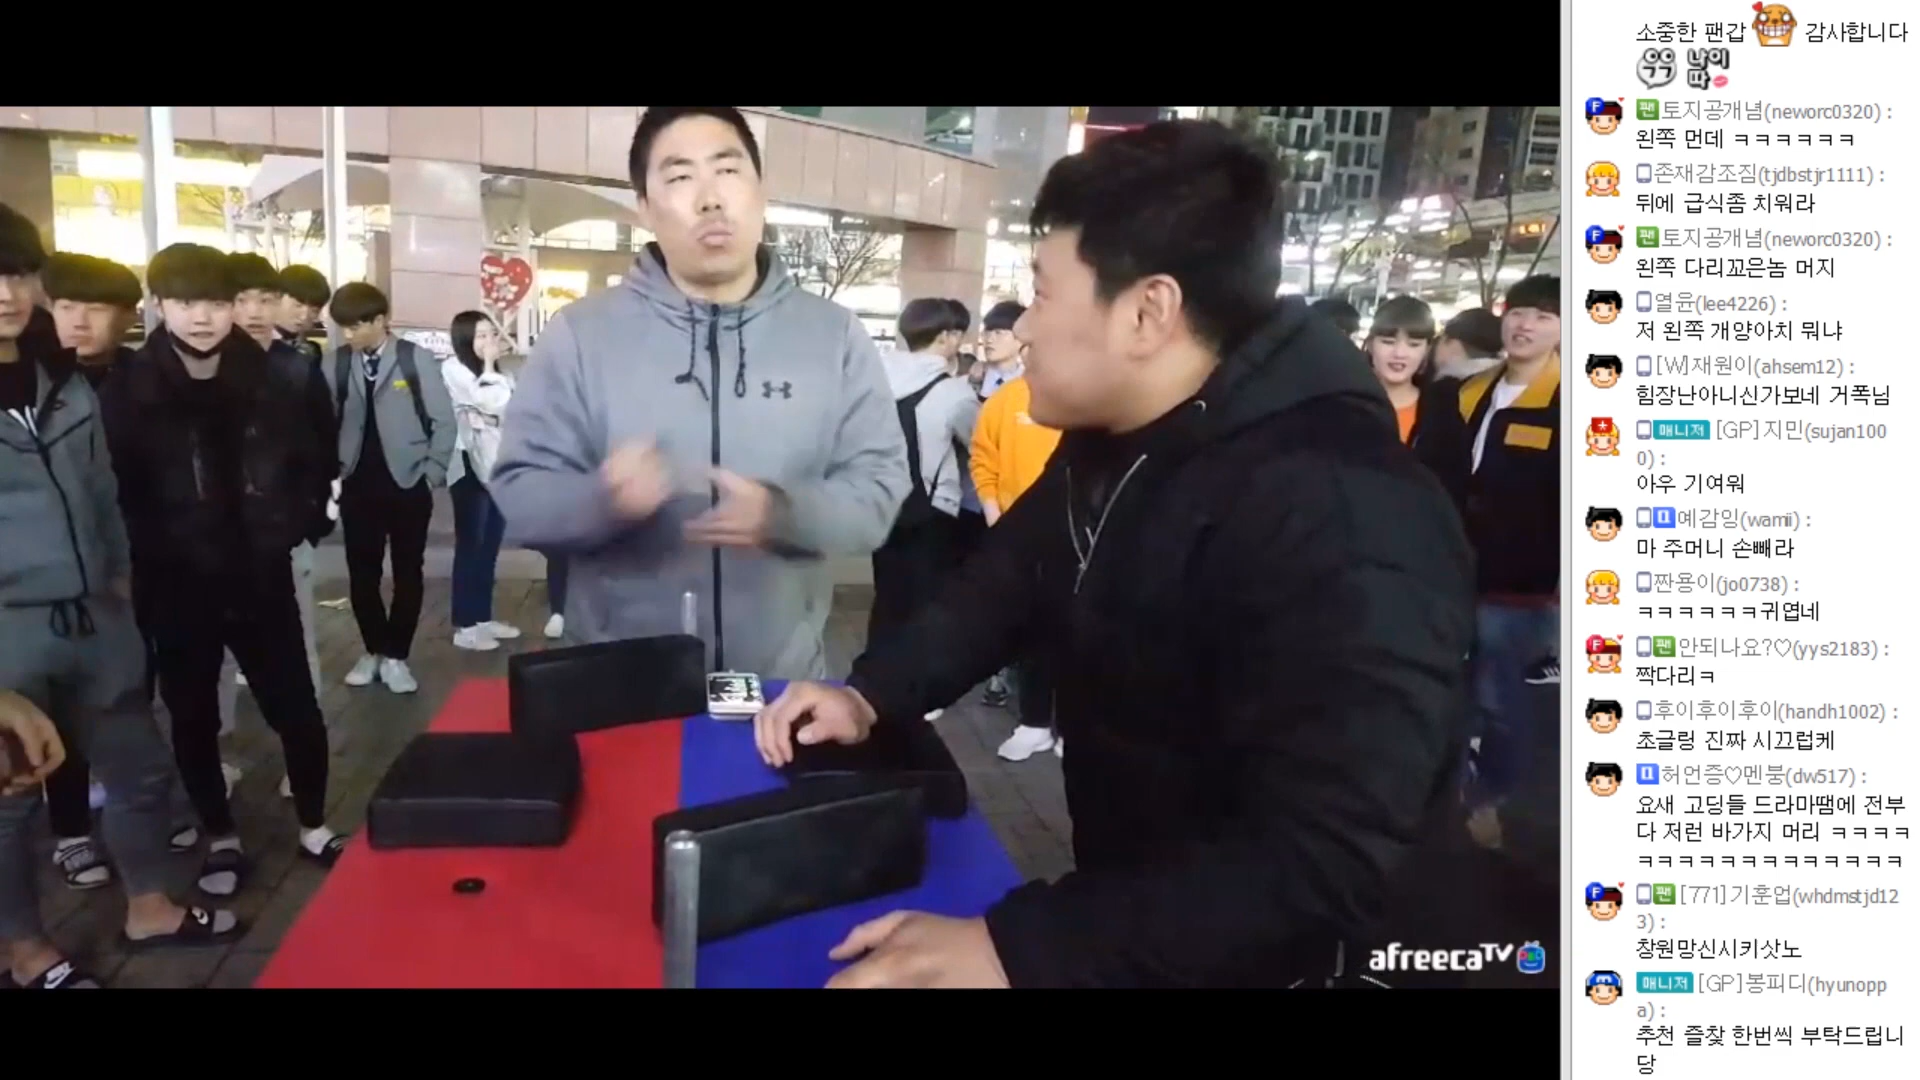 소중한 팬갑 감사합니다
낙이
따
팬 토지공개념(neworc0320) :
왼쪽 먼데 ㅋㅋㅋㅋㅋㅋ
존재감조짐(tjdbstjr1111) :
뒤에 급식좀 치워라
팬 토지공개념(neworc0320) :
왼쪽 다리꼬은놈 머지
열윤(lee4226) :
저 왼쪽 개양아치 뭐냐
[W]재원이(ahsem12) :
힘장난아니신가보네 거폭님
매니저 [GP]지민(sujan100
0) :
아우 기여워
예감잉(wamii) :
마 주머니 손빼라
짠용이(jo0738) :
ㅋㅋㅋㅋㅋㅋ귀엽네
팬 안되나요?♡(yys2183) :
짝다리ㅋ
후이후이후이(handh1002) :
초글링 진짜 시끄럽케
허언증♡멘붕(dw517) :
요새 고딩들 드라마땜에 전부
다 저런 바가지 머리 ㅋㅋㅋㅋ
ㅋㅋㅋㅋㅋㅋㅋㅋㅋㅋㅋㅋㅋ
팬 [771]기훈업(whdmstjd12
3) :
창원망신시키삿노
매니저 [GP]봉피디(hyunopp
a) :
추천 즐찾 한번씩 부탁드립니
당
afreecaTV